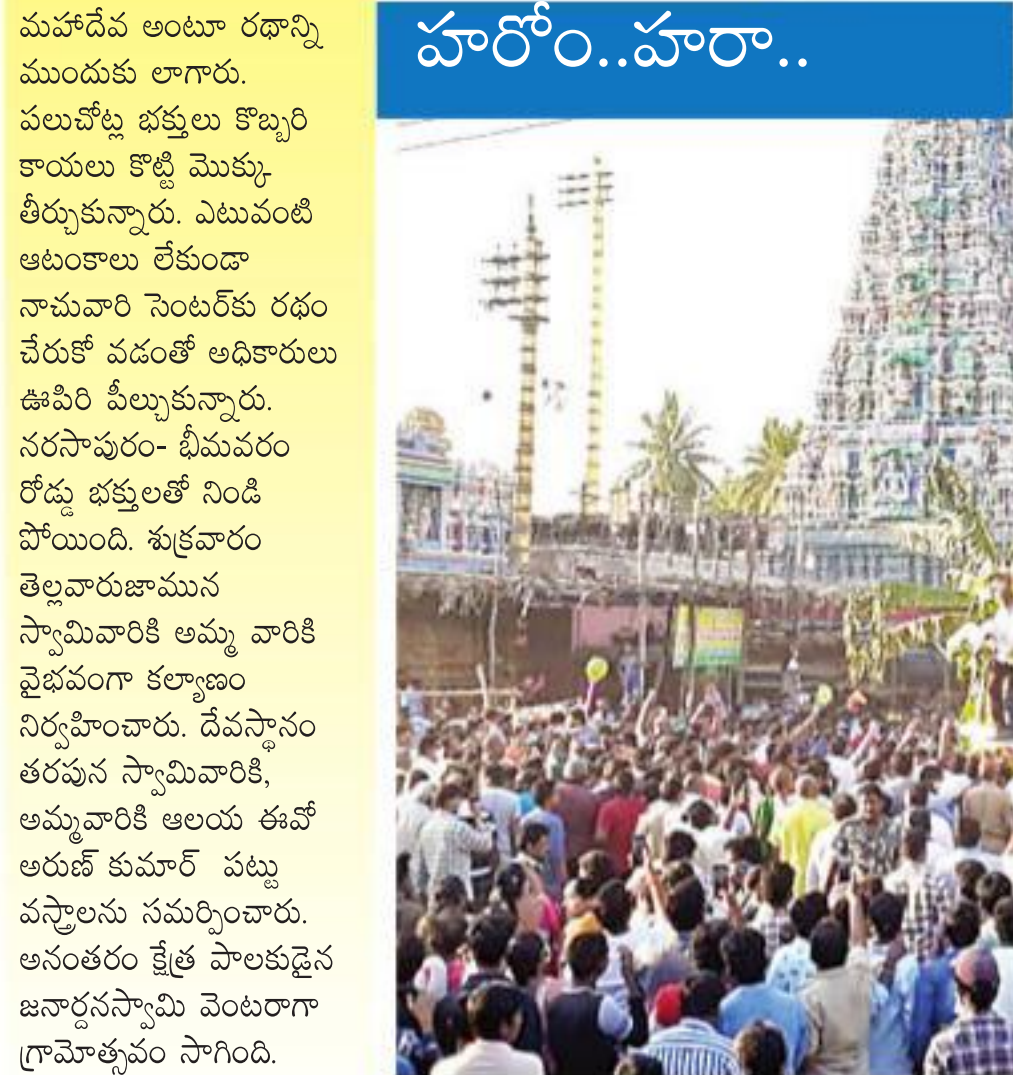 మహాదేవ అంటూ రథాన్ని
ముందుకు లాగారు.
పలుచోట్ల భక్తులు కొబ్బరి
కాయలు కొట్టి మొక్కు
తీర్చుకున్నారు. ఎటువంటి
ఆటంకాలు లేకుండా
నాచువారి సెంటర్‌కు రథం
చేరుకో వడంతో అధికారులు
ఊపిరి పీల్చుకున్నారు.
నరసాపురం- భీమవరం
రోడ్డు భక్తులతో నిండి
పోయింది. శుక్రవారం
తెల్లవారుజామున
స్వామివారికి అమ్మ వారికి
వైభవంగా కల్యాణం
నిర్వహించారు. దేవస్థానం
తరపున స్వామివారికి,
అమ్మవారికి ఆలయ ఈవో
అరుణ్ కుమార్ పట్టు
వస్త్రాలను సమర్పించారు.
అనంతరం క్షేత్ర పాలకుడైన
జనార్దనస్వామి వెంటరాగా
గ్రామోత్సవం సాగింది.
హరోం..హరా..